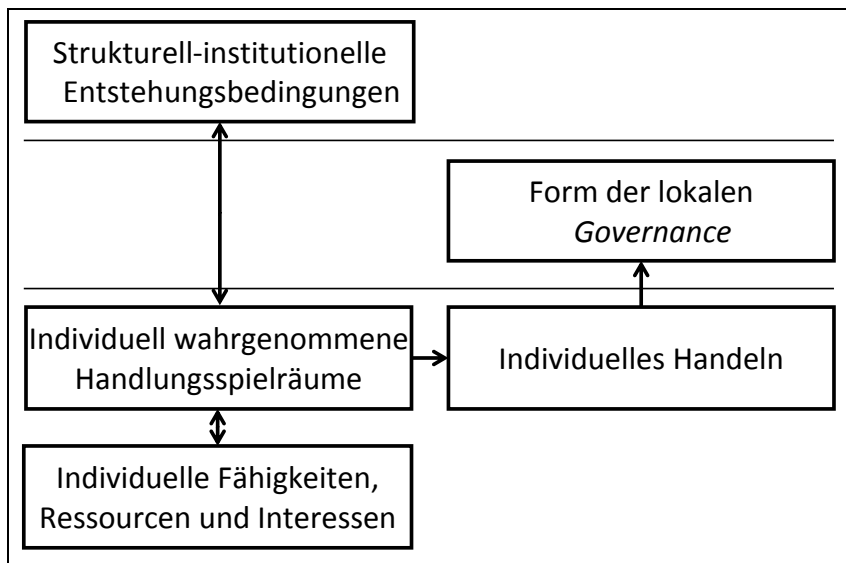 Strukturell-institutionelle
Entstehungsbedingungen
Form der lokalen
Governance
Individuell wahrgenommene
Handlungsspielräume
Individuelles Handeln
Individuelle Fähigkeiten,
Ressourcen und Interessen